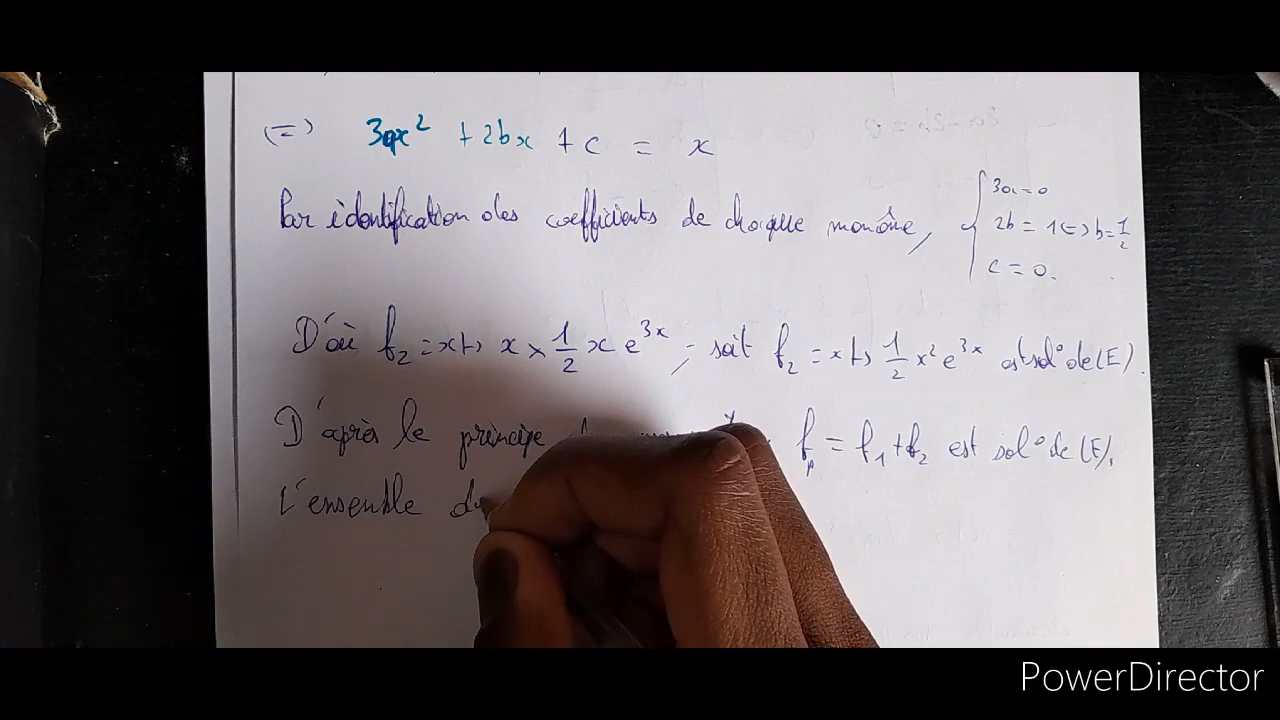 (=) 3ax² + 2bx + c = x
Par identification des coefficients de chaque monôme, { 3a = 0
2b = 1 (=) b = 1/2
c = 0.
D'où f₂ = x ↦ x × 1/2 x e^{3x}, soit f₂ = x ↦ 1/2 x² e^{3x} est sol° de (E).
D'après le principe f_p = f₁ + f₂ est sol° de (E).
L'ensemble
PowerDirector